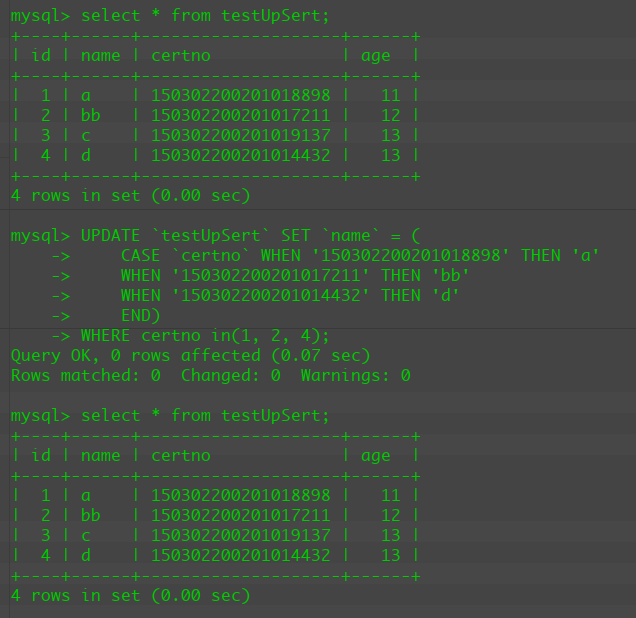 mysql> select * from testUpSert;
+----+------+--------------------+------+
| id | name | certno             | age  |
+----+------+--------------------+------+
|  1 | a    | 150302200201018898 |   11 |
|  2 | bb   | 150302200201017211 |   12 |
|  3 | c    | 150302200201019137 |   13 |
|  4 | d    | 150302200201014432 |   13 |
+----+------+--------------------+------+
4 rows in set (0.00 sec)
mysql> UPDATE `testUpSert` SET `name` = (
    ->     CASE `certno` WHEN '150302200201018898' THEN 'a'
    ->     WHEN '150302200201017211' THEN 'bb'
    ->     WHEN '150302200201014432' THEN 'd'
    ->     END)
    -> WHERE certno in(1, 2, 4);
Query OK, 0 rows affected (0.07 sec)
Rows matched: 0  Changed: 0  Warnings: 0
mysql> select * from testUpSert;
+----+------+--------------------+------+
| id | name | certno             | age  |
+----+------+--------------------+------+
|  1 | a    | 150302200201018898 |   11 |
|  2 | bb   | 150302200201017211 |   12 |
|  3 | c    | 150302200201019137 |   13 |
|  4 | d    | 150302200201014432 |   13 |
+----+------+--------------------+------+
4 rows in set (0.00 sec)